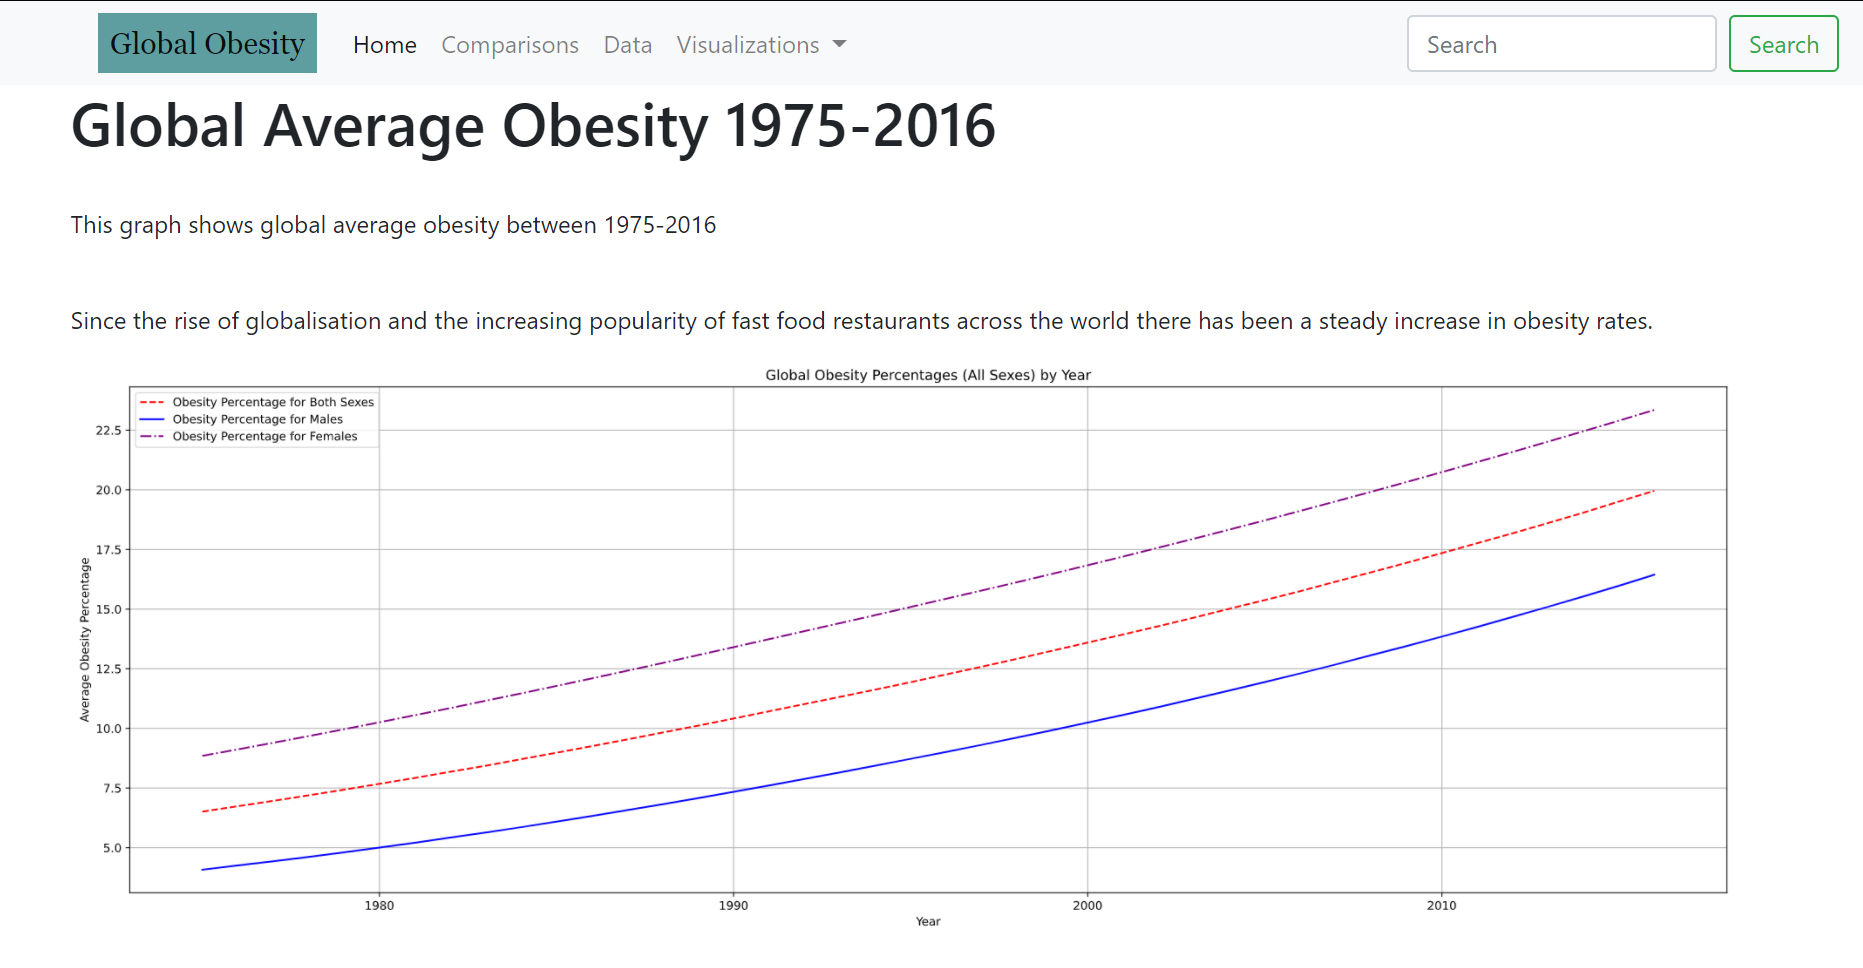 Global Obesity Home Comparisons Data Visualizations Search Search
Global Average Obesity 1975-2016
This graph shows global average obesity between 1975-2016
Since the rise of globalisation and the increasing popularity of fast food restaurants across the world there has been a steady increase in obesity rates.
Global Obesity Percentages (All Sexes) by Year
Obesity Percentage for Both Sexes
Obesity Percentage for Males
Obesity Percentage for Females
22.5
20.0
17.5
15.0
12.5
10.0
7.5
5.0
Average Obesity Percentage
1980 1990 2000 2010
Year